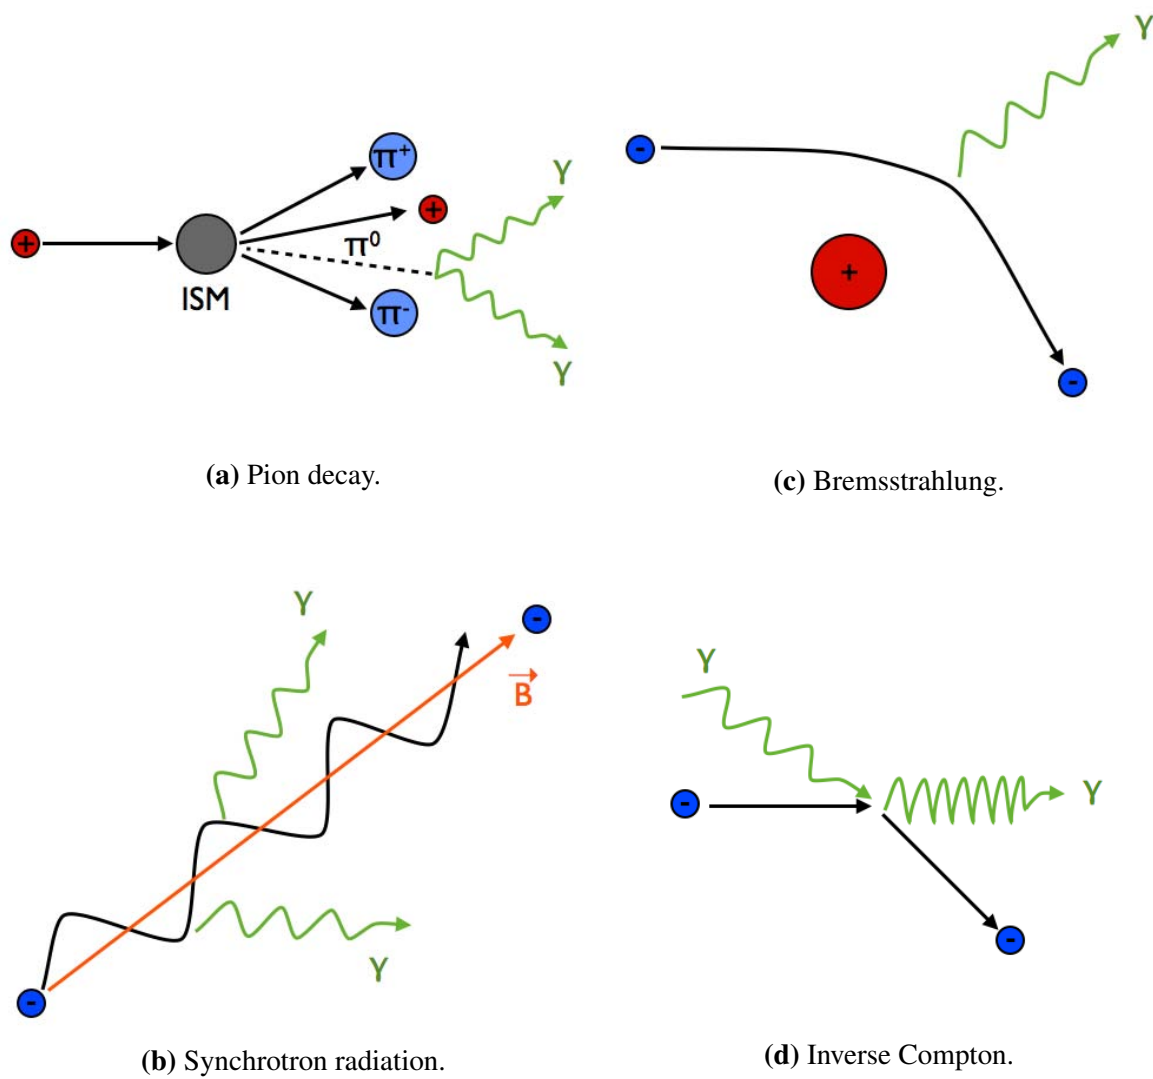 γ
π⁺
+
γ
+
π⁰
ISM
π⁻
γ
(a) Pion decay.
γ
-
+
-
(c) Bremsstrahlung.
γ
-
B⃗
γ
-
(b) Synchrotron radiation.
γ
-
γ
-
(d) Inverse Compton.